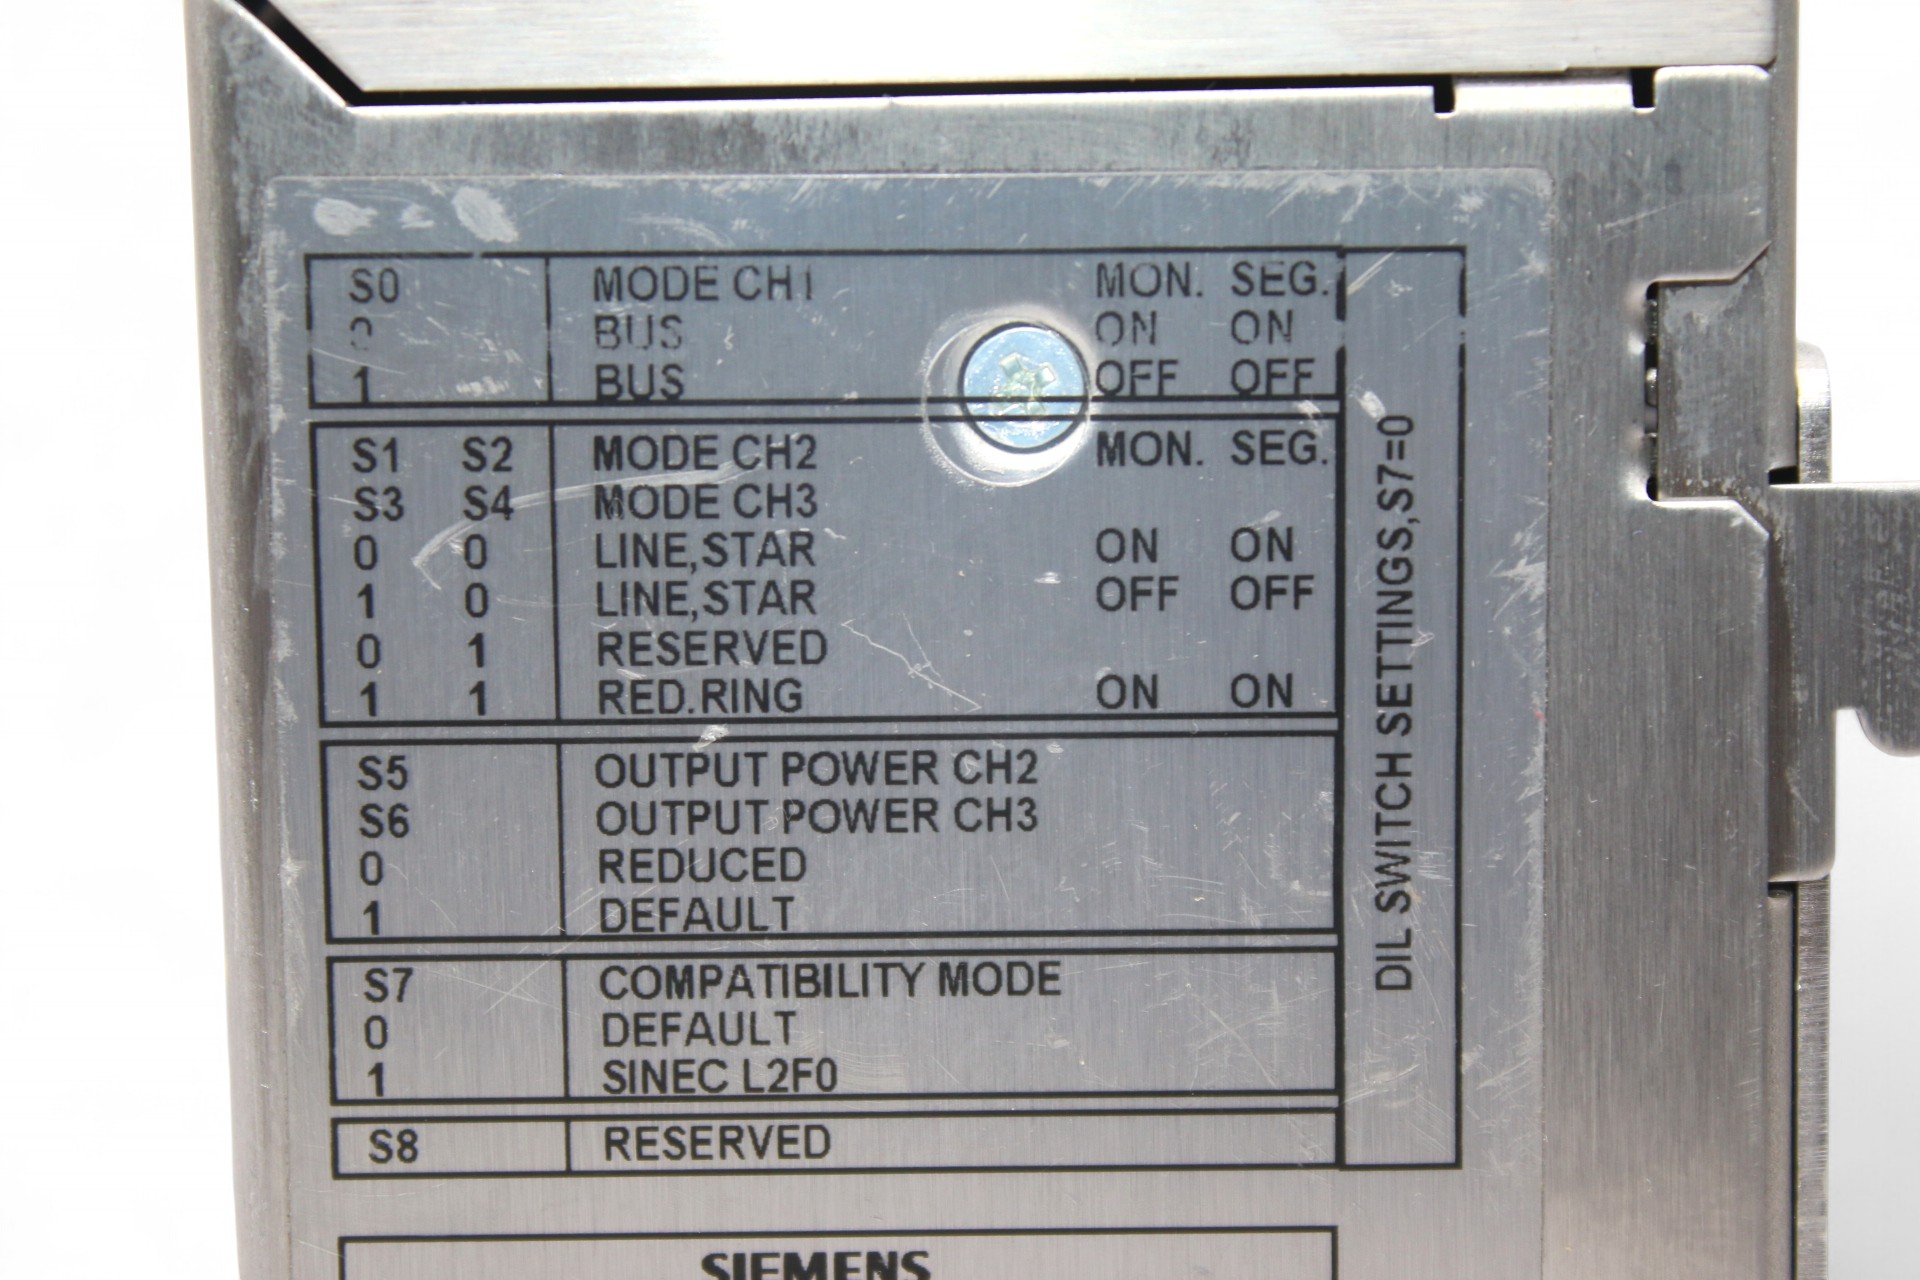 S0 MODE CH1 MON. SEG.
BUS ON ON
1 BUS OFF OFF
S1 S2 MODE CH2 MON. SEG.
S3 S4 MODE CH3
0 0 LINE,STAR ON ON
1 0 LINE,STAR OFF OFF
0 1 RESERVED
1 1 RED.RING ON ON
S5 OUTPUT POWER CH2
S6 OUTPUT POWER CH3
0 REDUCED
1 DEFAULT
S7 COMPATIBILITY MODE
0 DEFAULT
1 SINEC L2F0
S8 RESERVED
DIL SWITCH SETTINGS,S7=0
SIEMENS